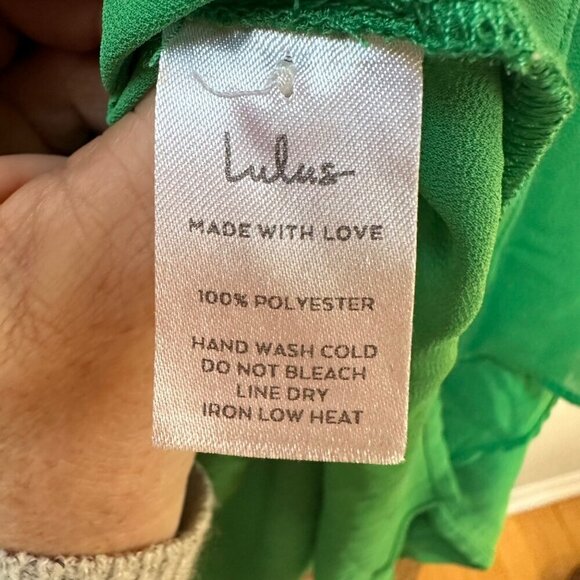 Lulus
MADE WITH LOVE
100% POLYESTER
HAND WASH COLD
DO NOT BLEACH
LINE DRY
IRON LOW HEAT